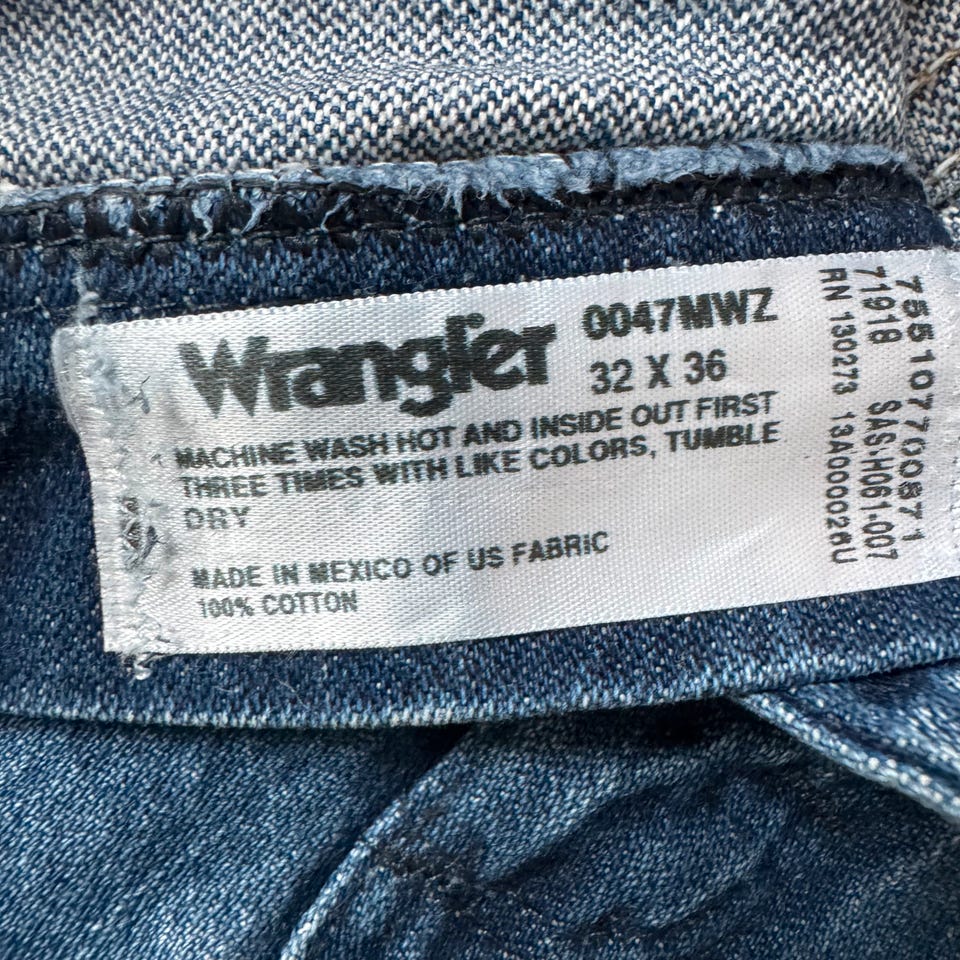 Wrangler
0047MWZ
32 X 36
MACHINE WASH HOT AND INSIDE OUT FIRST
THREE TIMES WITH LIKE COLORS, TUMBLE
DRY
MADE IN MEXICO OF US FABRIC
100% COTTON
755107700871
71918 SAS·H061-007
RN 130273 13A000026U